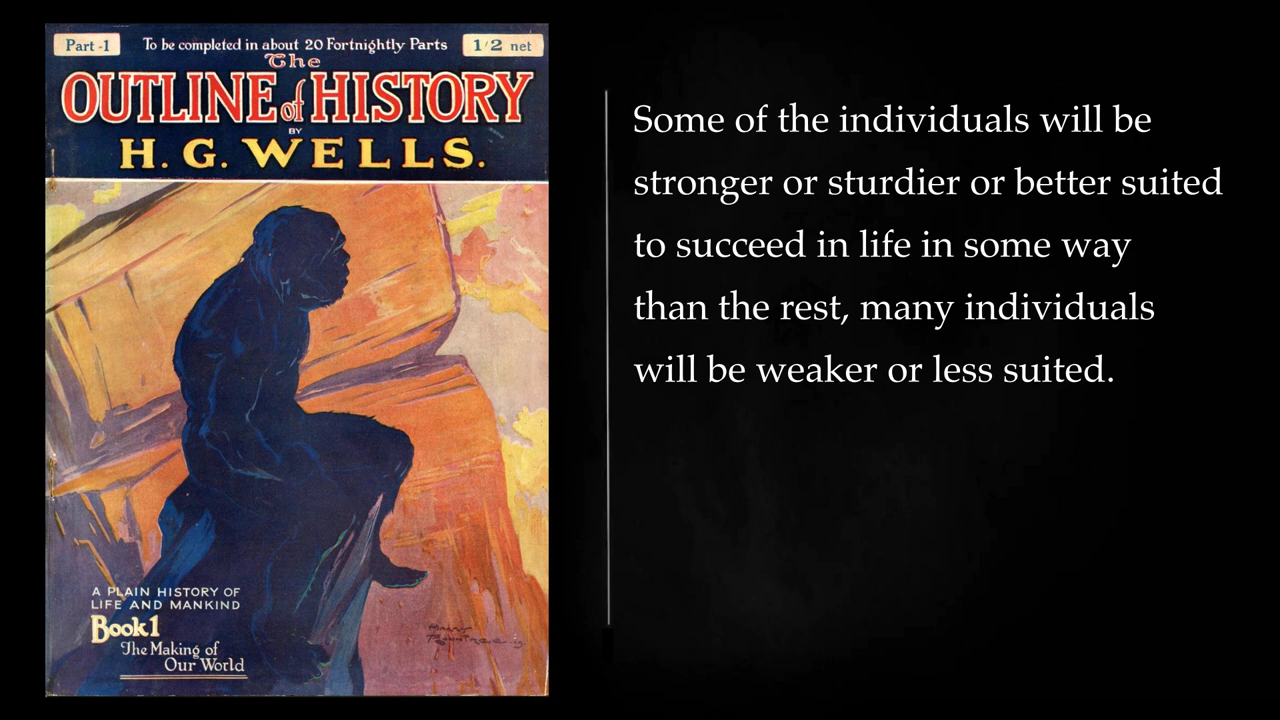 Part -1
To be completed in about 20 Fortnightly Parts
1/2 net
The
OUTLINE of HISTORY
BY
H. G. WELLS.
A PLAIN HISTORY OF
LIFE AND MANKIND
Book 1
The Making of
Our World
Some of the individuals will be
stronger or sturdier or better suited
to succeed in life in some way
than the rest, many individuals
will be weaker or less suited.